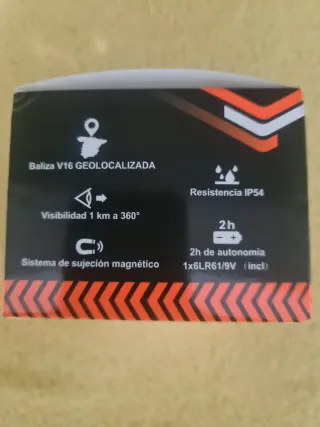 Baliza V16 GEOLOCALIZADA
Visibilidad 1 km a 360°
Sistema de sujeción magnético
Resistencia IP54
2h
2h de autonomía
1x6LR61/9V (incl)